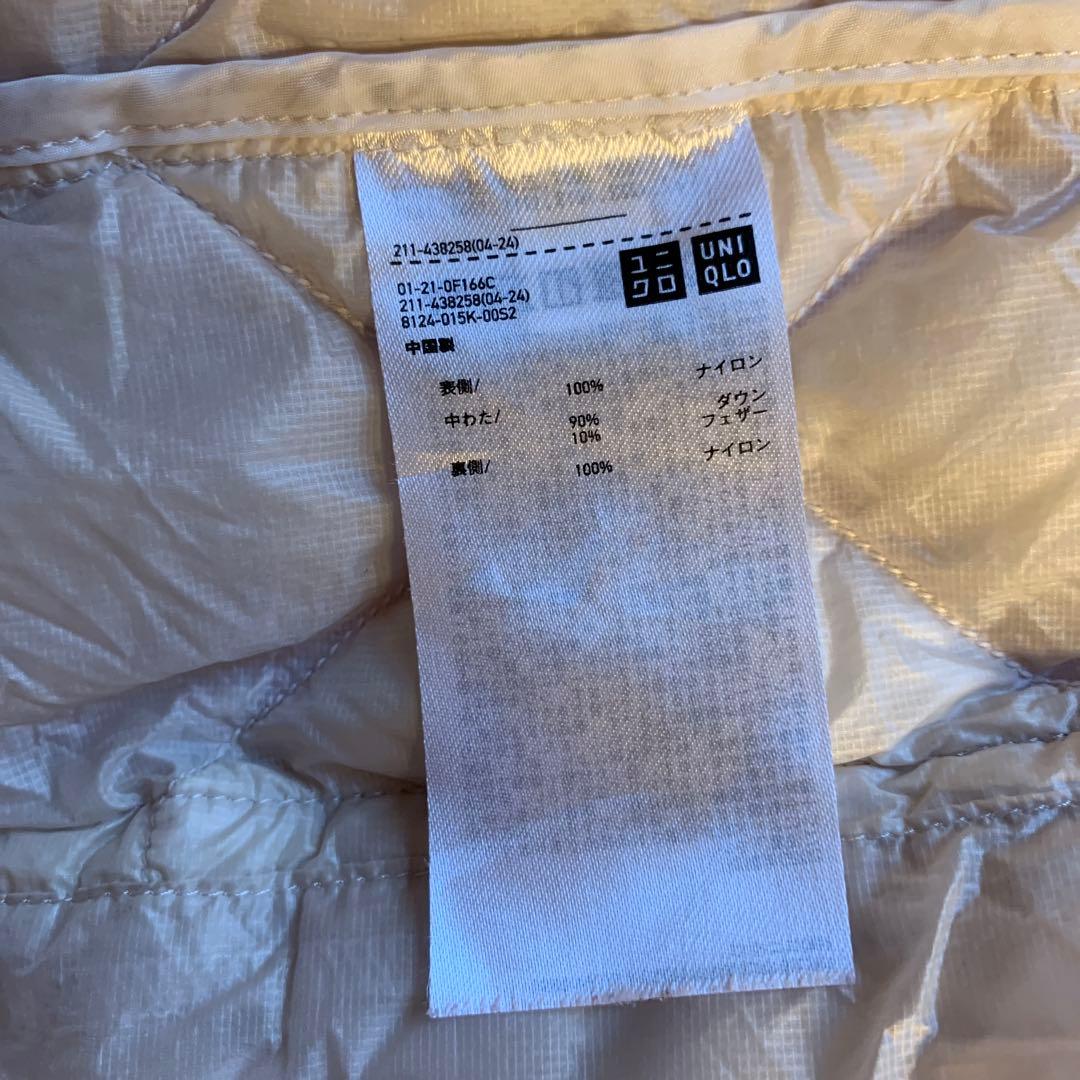 211-438258(04-24)
ユニクロ
UNIQLO
01-21-0F166C
211-438258(04-24)
8124-015K-00S2
中国製
表側/ 100% ナイロン
中わた/ 90% ダウン
10% フェザー
裏側/ 100% ナイロン